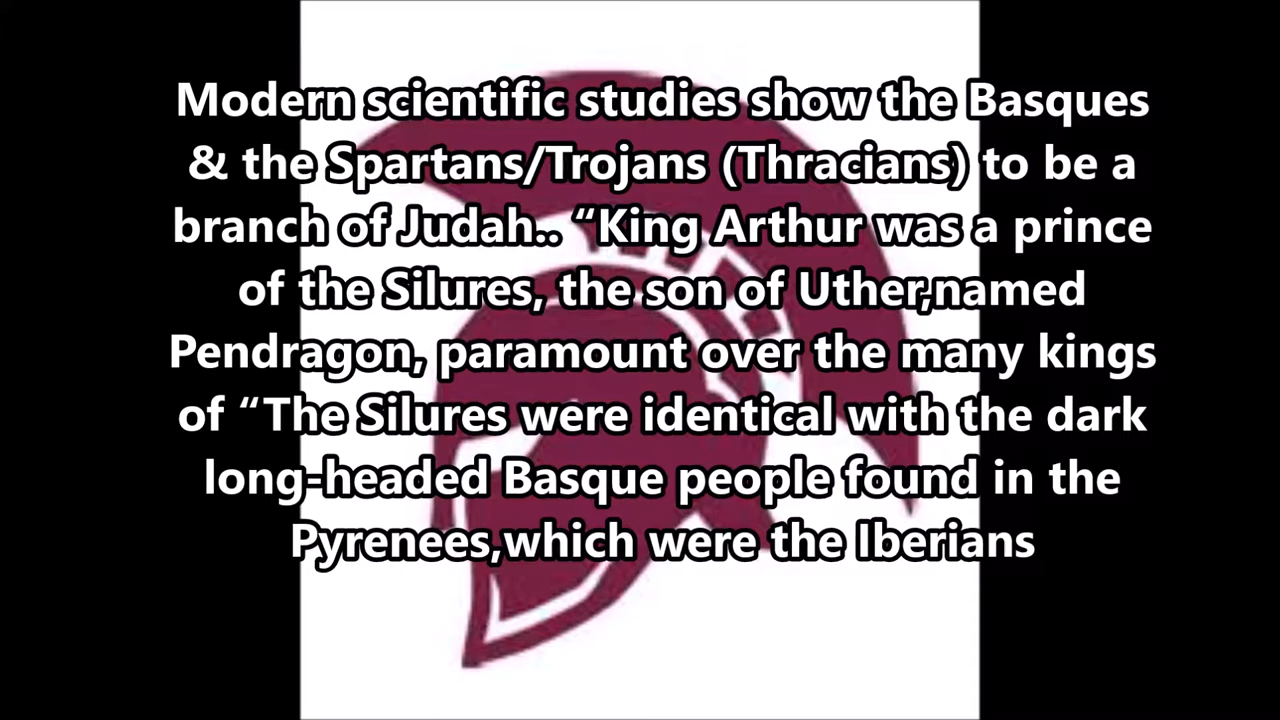 Modern scientific studies show the Basques
& the Spartans/Trojans (Thracians) to be a
branch of Judah.. “King Arthur was a prince
of the Silures, the son of Uther,named
Pendragon, paramount over the many kings
of “The Silures were identical with the dark
long-headed Basque people found in the
Pyrenees,which were the Iberians